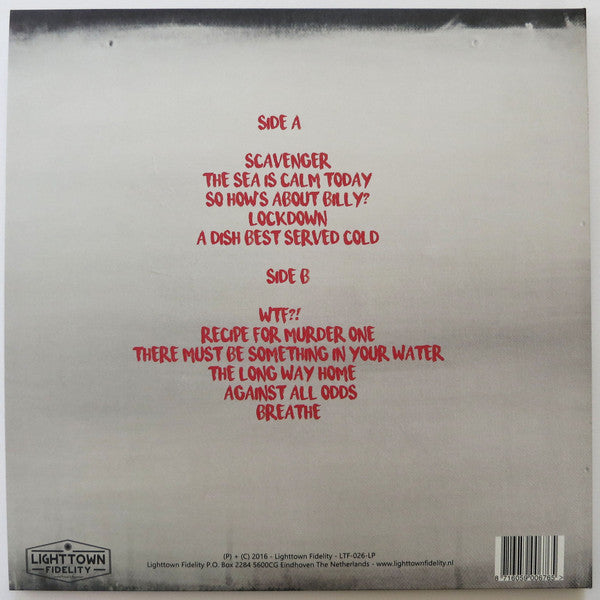 SIDE A
SCAVENGER
THE SEA IS CALM TODAY
SO HOW'S ABOUT BILLY?
LOCKDOWN
A DISH BEST SERVED COLD
SIDE B
WTF?!
RECIPE FOR MURDER ONE
THERE MUST BE SOMETHING IN YOUR WATER
THE LONG WAY HOME
AGAINST ALL ODDS
BREATHE
LIGHTTOWN
FIDELITY
(P) + (C) 2016 - Lighttown Fidelity - LTF-026-LP
Lighttown Fidelity P.O. Box 2284 5600CG Eindhoven The Netherlands - www.lighttownfidelity.nl